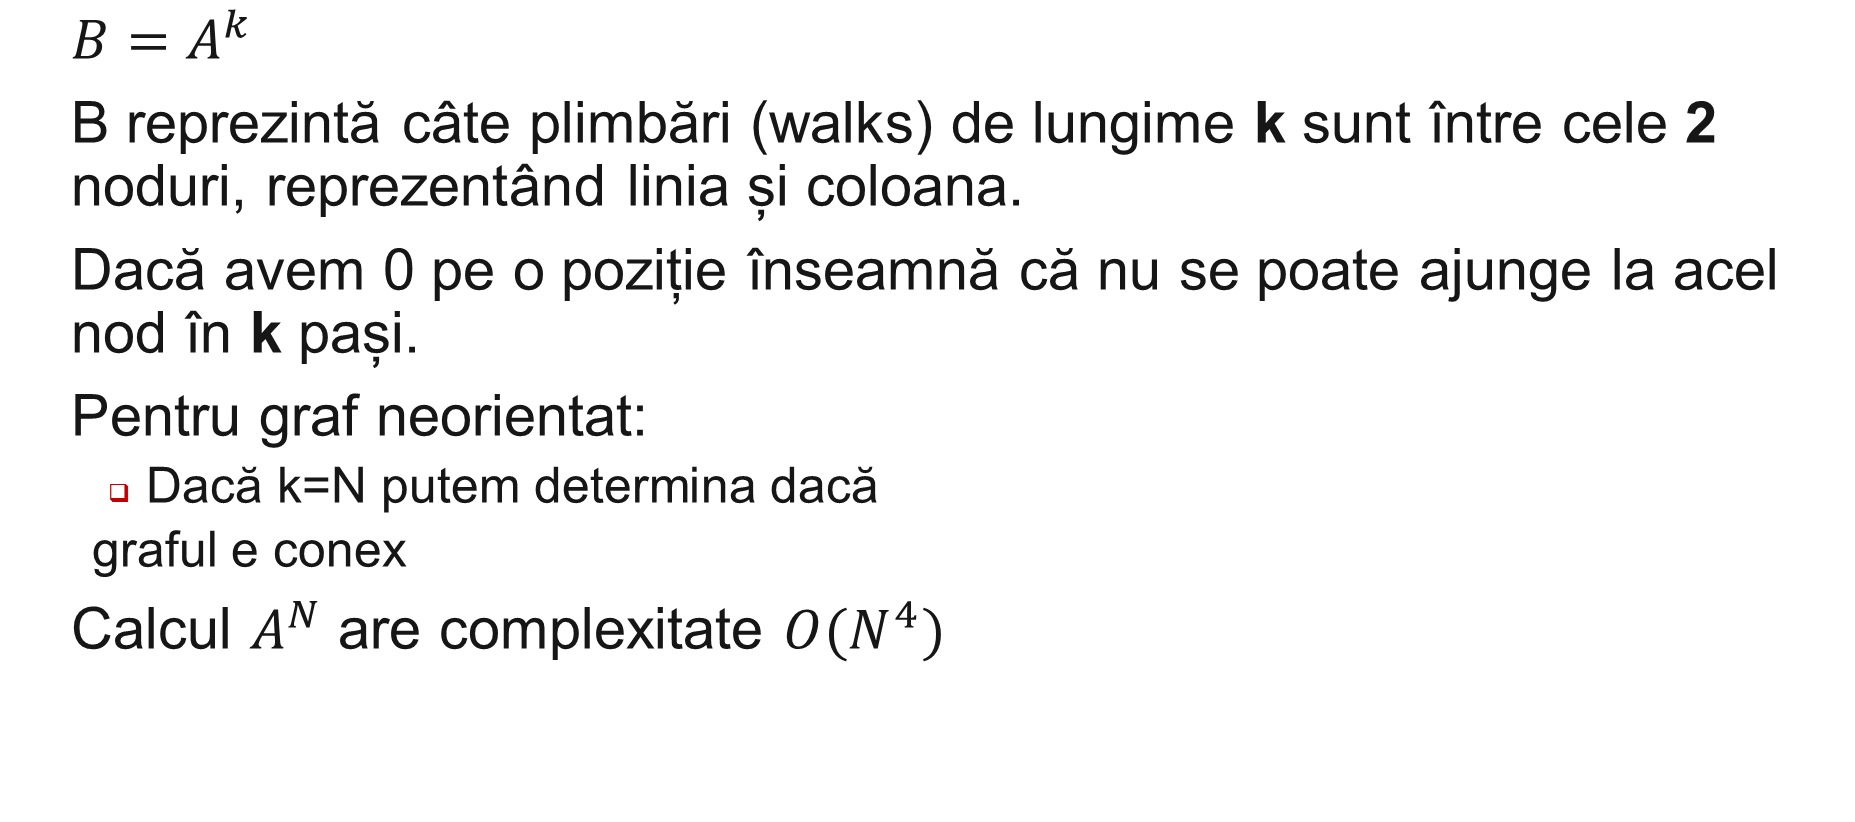 B = A^k
B reprezintă câte plimbări (walks) de lungime k sunt între cele 2
noduri, reprezentând linia și coloana.
Dacă avem 0 pe o poziție înseamnă că nu se poate ajunge la acel
nod în k pași.
Pentru graf neorientat:
❑ Dacă k=N putem determina dacă
graful e conex
Calcul A^N are complexitate O(N^4)